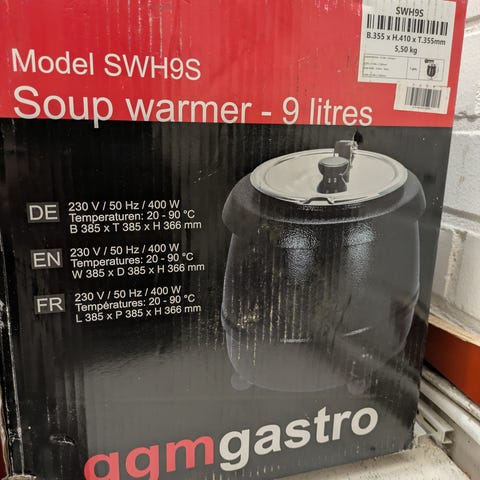 SWH9S
B.355 x H.410 x T.355mm
5,50 kg
Model SWH9S
Soup warmer - 9 litres
DE
230 V / 50 Hz / 400 W
Temperaturen: 20 - 90 °C
B 385 x T 385 x H 366 mm
EN
230 V / 50 Hz / 400 W
Temperatures: 20 - 90 °C
W 385 x D 385 x H 366 mm
FR
230 V / 50 Hz / 400 W
Températures: 20 - 90 °C
L 385 x P 385 x H 366 mm
ggmgastro